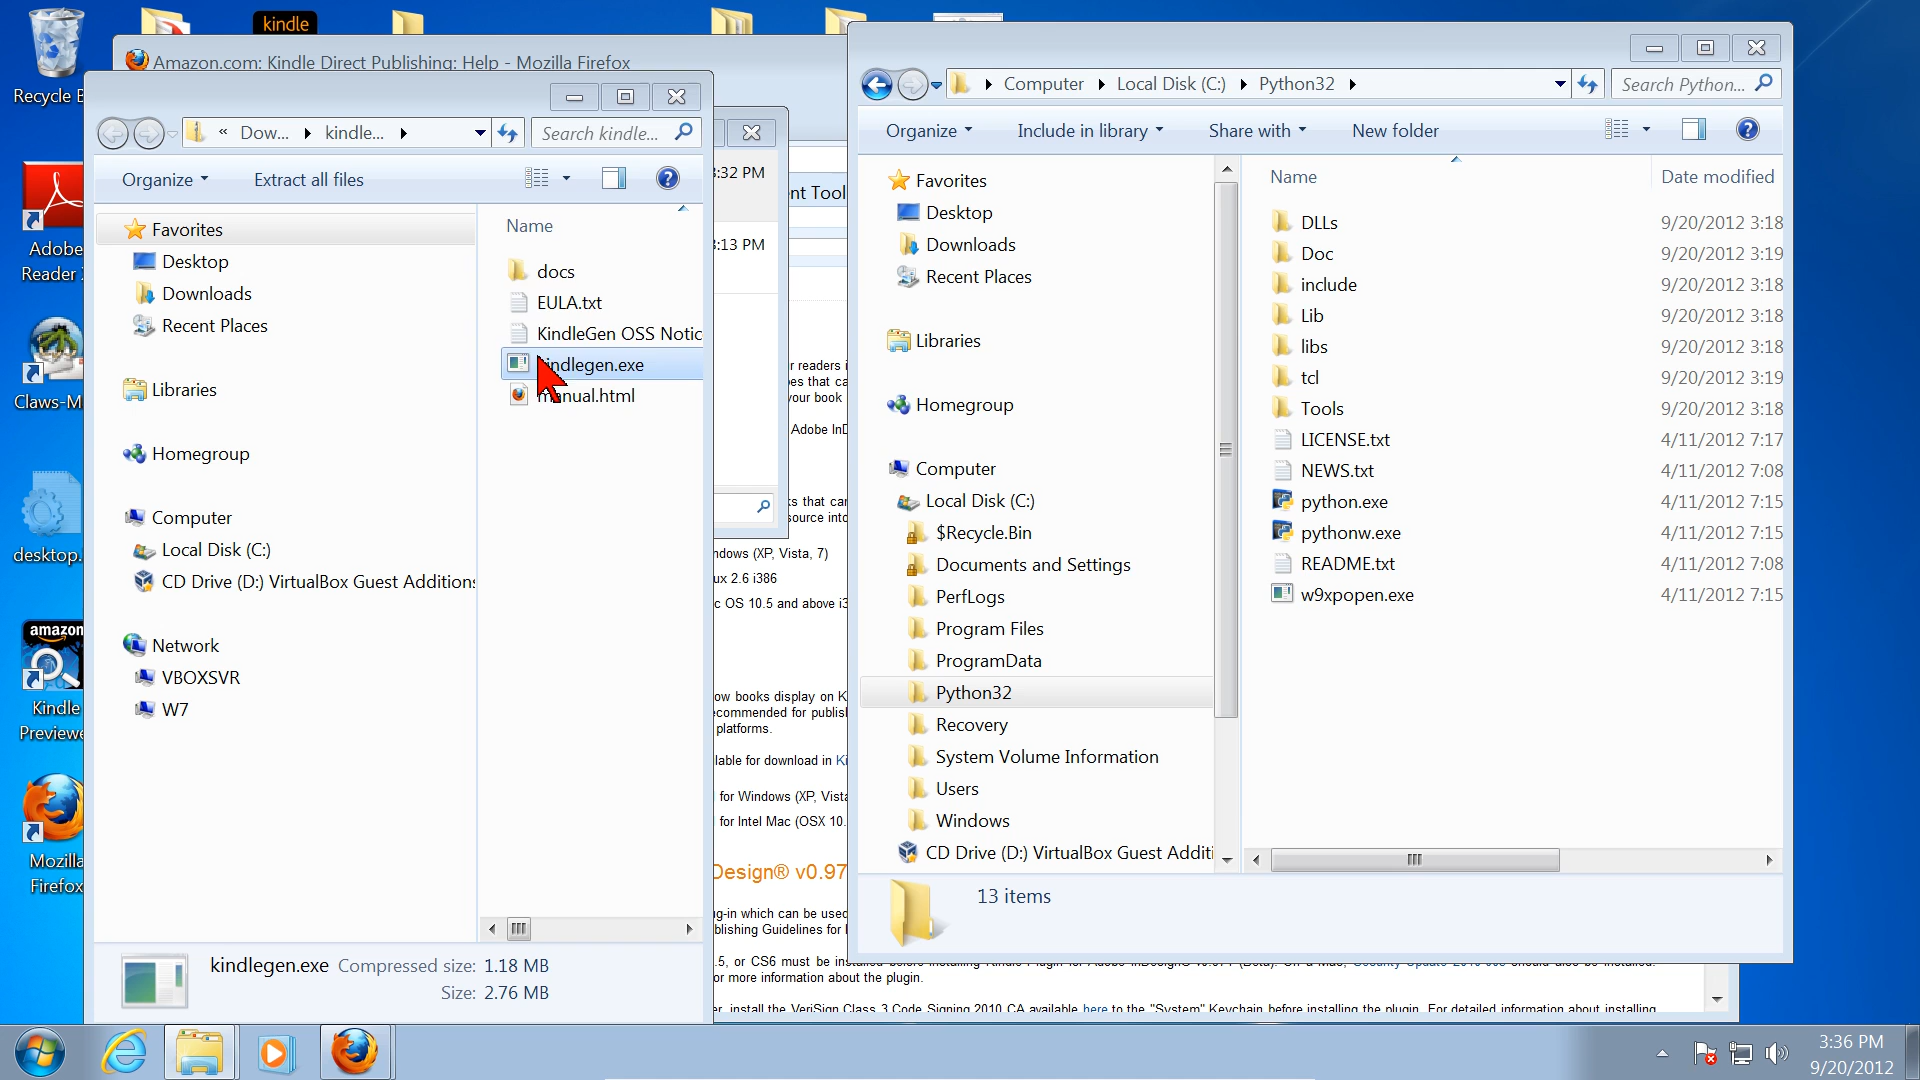 kindle
Recycle B
Adobe
Reader
Claws-M
desktop.
amazon
Kindle
Previewe
Mozilla
Firefox
Amazon.com: Kindle Direct Publishing: Help - Mozilla Firefox
« Dow... kindle...
Search kindle...
Organize
Extract all files
Favorites
Desktop
Downloads
Recent Places
Libraries
Homegroup
Computer
Local Disk (C:)
CD Drive (D:) VirtualBox Guest Additions
Network
VBOXSVR
W7
Name
docs
EULA.txt
KindleGen OSS Notic
kindlegen.exe
manual.html
kindlegen.exe Compressed size: 1.18 MB
Size: 2.76 MB
:32 PM
:13 PM
nt Tool
er readers i
es that ca
your book
Adobe InD
ks that can
source into
ndows (XP, Vista, 7)
ux 2.6 i386
c OS 10.5 and above i3
ow books display on K
ecommended for publis
platforms.
lable for download in Ki
for Windows (XP, Vista
for Intel Mac (OSX 10.
Design® v0.97
g-in which can be used
blishing Guidelines for
.5, or CS6 must be
or more information about the plugin.
er, install the VeriSign Class 3 Code Signing 2010 CA available here to the "System" Keychain before installing the plugin. For detailed information about installing
Computer Local Disk (C:) Python32
Search Python...
Organize
Include in library
Share with
New folder
Favorites
Desktop
Downloads
Recent Places
Libraries
Homegroup
Computer
Local Disk (C:)
$Recycle.Bin
Documents and Settings
PerfLogs
Program Files
ProgramData
Python32
Recovery
System Volume Information
Users
Windows
CD Drive (D:) VirtualBox Guest Additi
Name Date modified
DLLs 9/20/2012 3:18
Doc 9/20/2012 3:19
include 9/20/2012 3:18
Lib 9/20/2012 3:18
libs 9/20/2012 3:18
tcl 9/20/2012 3:19
Tools 9/20/2012 3:18
LICENSE.txt 4/11/2012 7:17
NEWS.txt 4/11/2012 7:08
python.exe 4/11/2012 7:15
pythonw.exe 4/11/2012 7:15
README.txt 4/11/2012 7:08
w9xpopen.exe 4/11/2012 7:15
13 items
3:36 PM
9/20/2012